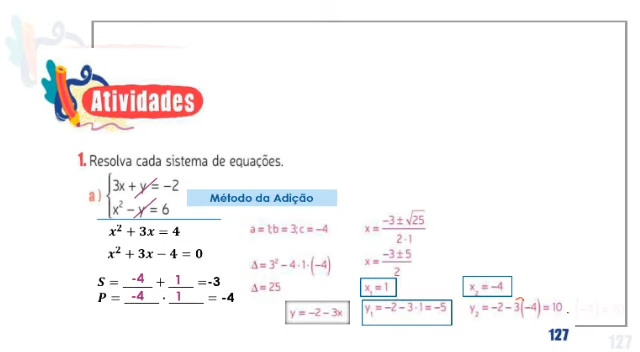 Atividades
1. Resolva cada sistema de equações.
a) { 3x + y = -2
x² - y = 6
Método da Adição
x² + 3x = 4
x² + 3x - 4 = 0
S = -4 + 1 = -3
P = -4 · 1 = -4
a = 1; b = 3; c = -4
Δ = 3² - 4·1·(-4)
Δ = 25
x = (-3 ± √25) / (2·1)
x = (-3 ± 5) / 2
x₁ = 1
x₂ = -4
y = -2 - 3x
y₁ = -2 - 3·1 = -5
y₂ = -2 - 3(-4) = 10 .
127
127